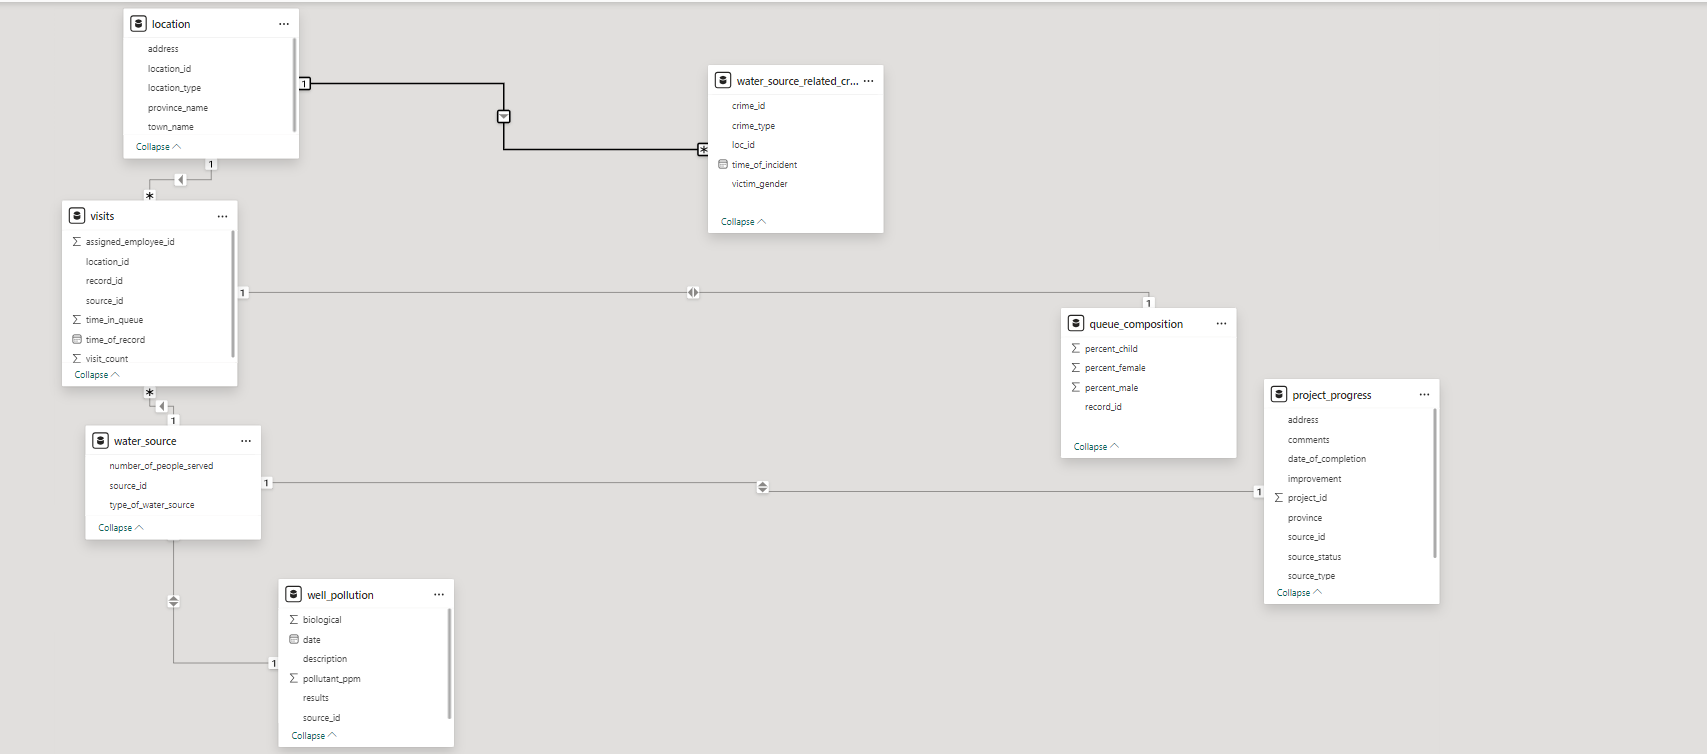 location
address
location_id
location_type
province_name
town_name
Collapse
1
1
*
water_source_related_cr...
crime_id
crime_type
loc_id
time_of_incident
victim_gender
Collapse
*
visits
assigned_employee_id
location_id
record_id
source_id
time_in_queue
time_of_record
visit_count
Collapse
1
*
1
queue_composition
percent_child
percent_female
percent_male
record_id
Collapse
1
water_source
number_of_people_served
source_id
type_of_water_source
Collapse
1
1
project_progress
address
comments
date_of_completion
improvement
project_id
province
source_id
source_status
source_type
Collapse
1
well_pollution
biological
date
description
pollutant_ppm
results
source_id
Collapse